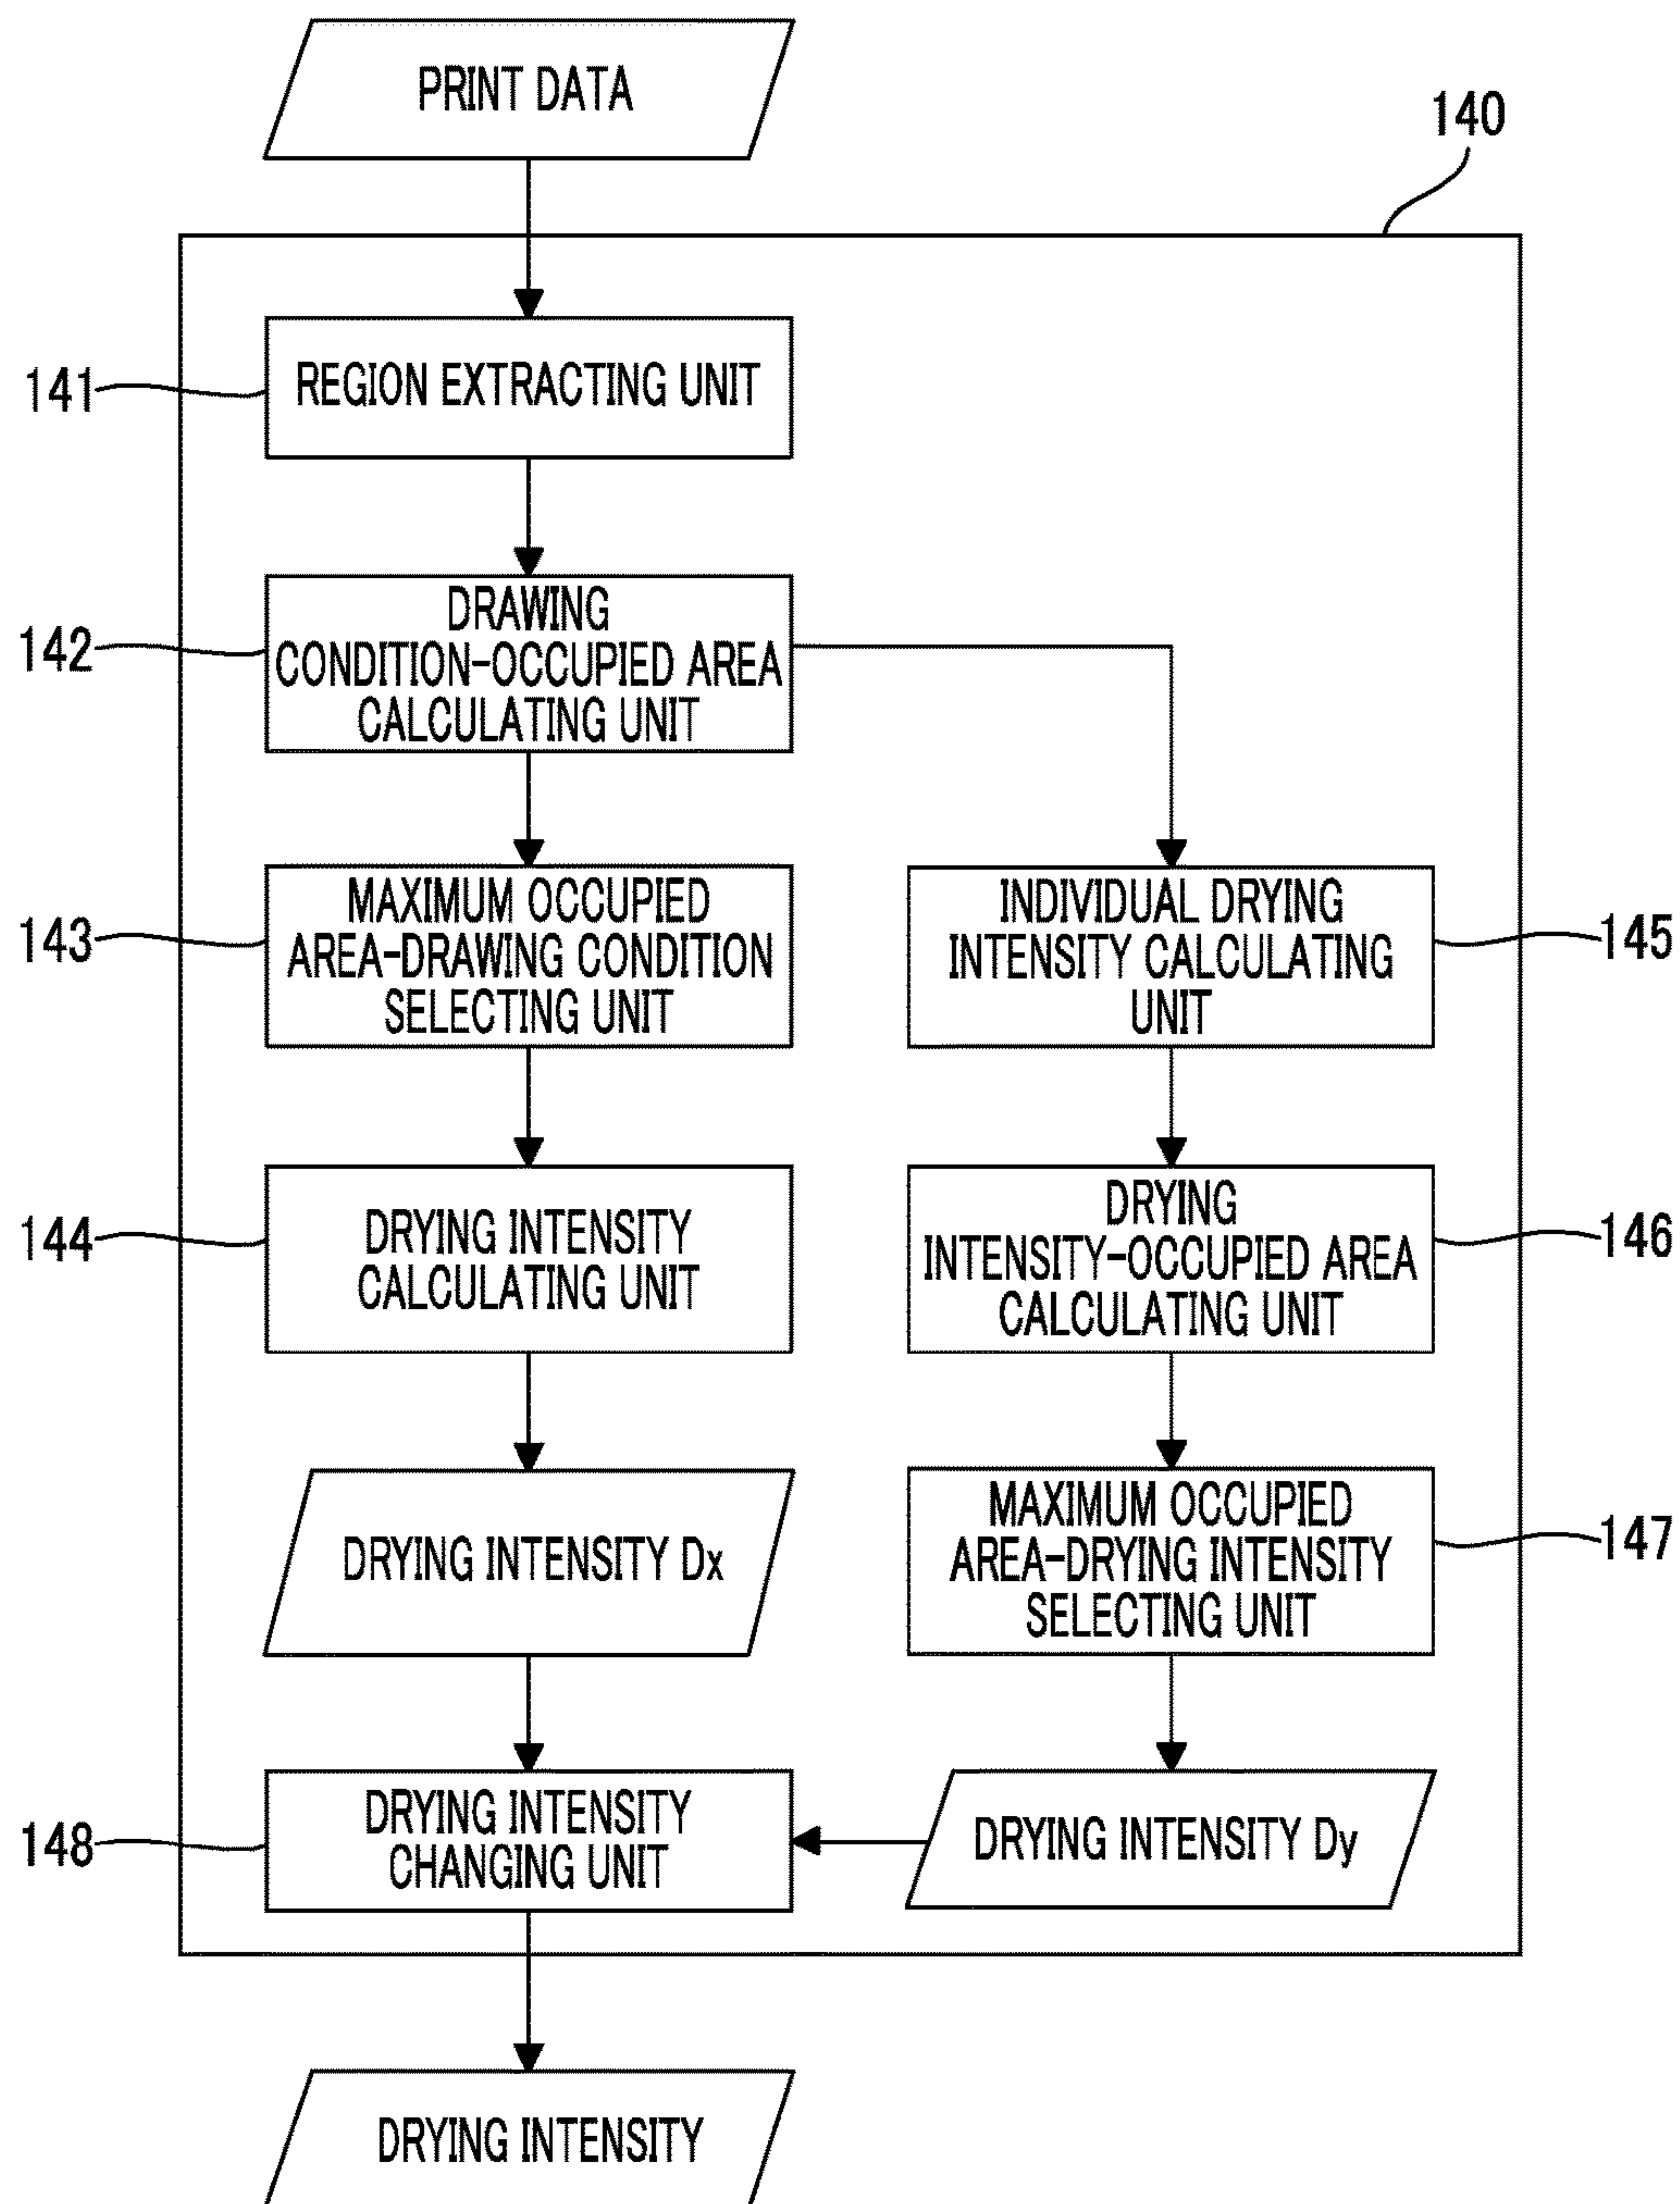 PRINT DATA
140
REGION EXTRACTING UNIT
141
DRAWING
CONDITION-OCCUPIED AREA
CALCULATING UNIT
142
MAXIMUM OCCUPIED
AREA-DRAWING CONDITION
SELECTING UNIT
143
INDIVIDUAL DRYING
INTENSITY CALCULATING
UNIT
145
DRYING INTENSITY
CALCULATING UNIT
144
DRYING
INTENSITY-OCCUPIED AREA
CALCULATING UNIT
146
DRYING INTENSITY Dx
MAXIMUM OCCUPIED
AREA-DRYING INTENSITY
SELECTING UNIT
147
DRYING INTENSITY
CHANGING UNIT
148
DRYING INTENSITY Dy
DRYING INTENSITY